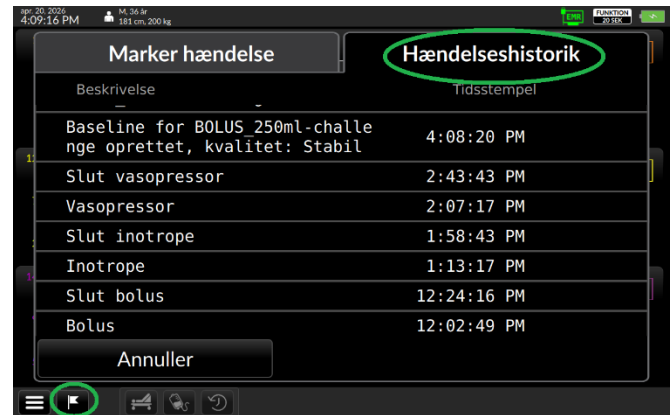 apr. 20, 2026
4:09:16 PM
M, 36 år
181 cm, 200 kg
EMR
FUNKTION
20 SEK
Marker hændelse
Hændelseshistorik
Beskrivelse
Tidsstempel
Baseline for BOLUS_250ml-challe
nge oprettet, kvalitet: Stabil
4:08:20 PM
Slut vasopressor
2:43:43 PM
Vasopressor
2:07:17 PM
Slut inotrope
1:58:43 PM
Inotrope
1:13:17 PM
Slut bolus
12:24:16 PM
Bolus
12:02:49 PM
Annuller